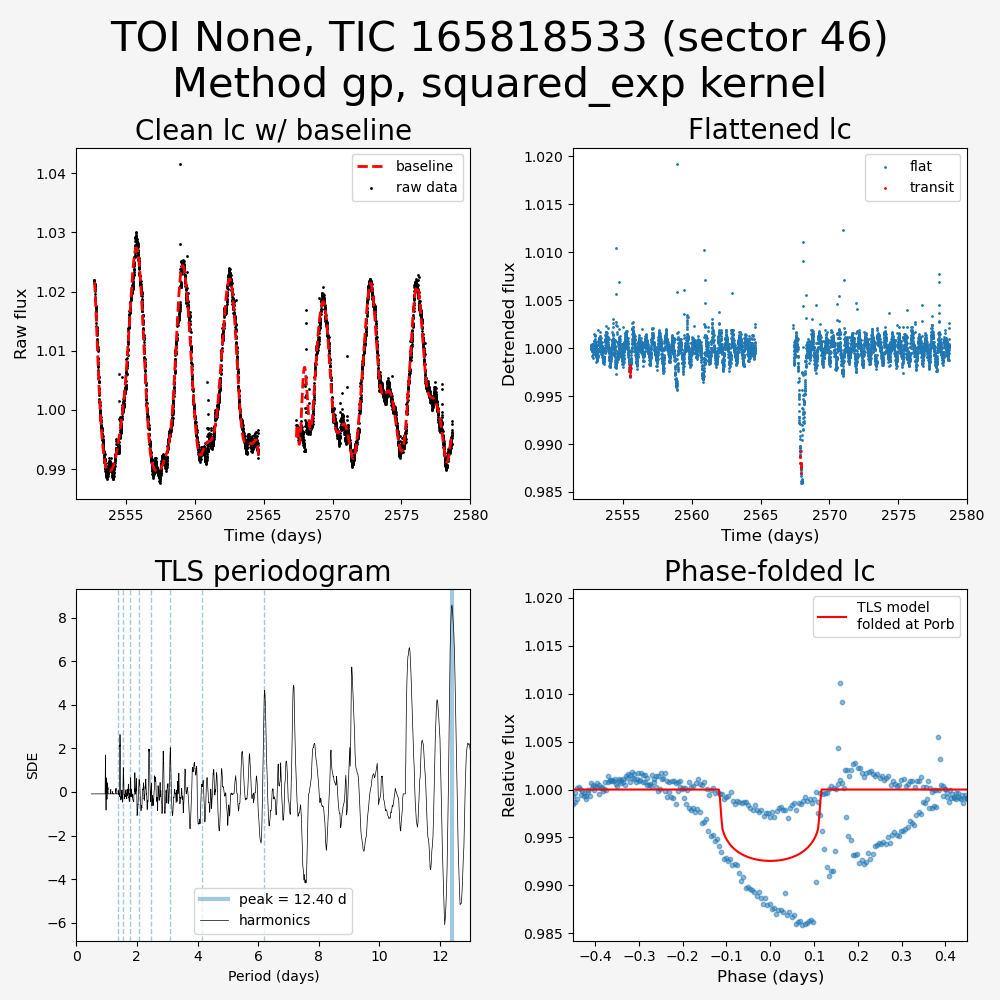 TOI None, TIC 165818533 (sector 46)
Method gp, squared_exp kernel
Clean lc w/ baseline
baseline
raw data
1.04
1.03
1.02
1.01
1.00
0.99
Raw flux
2555
2560
2565
2570
2575
2580
Time (days)
Flattened lc
flat
transit
1.020
1.015
1.010
1.005
1.000
0.995
0.990
0.985
Detrended flux
2555
2560
2565
2570
2575
2580
Time (days)
TLS periodogram
8
6
4
2
0
−2
−4
−6
SDE
peak = 12.40 d
harmonics
0
2
4
6
8
10
12
Period (days)
Phase-folded lc
TLS model
folded at Porb
1.020
1.015
1.010
1.005
1.000
0.995
0.990
0.985
Relative flux
−0.4
−0.3
−0.2
−0.1
0.0
0.1
0.2
0.3
0.4
Phase (days)